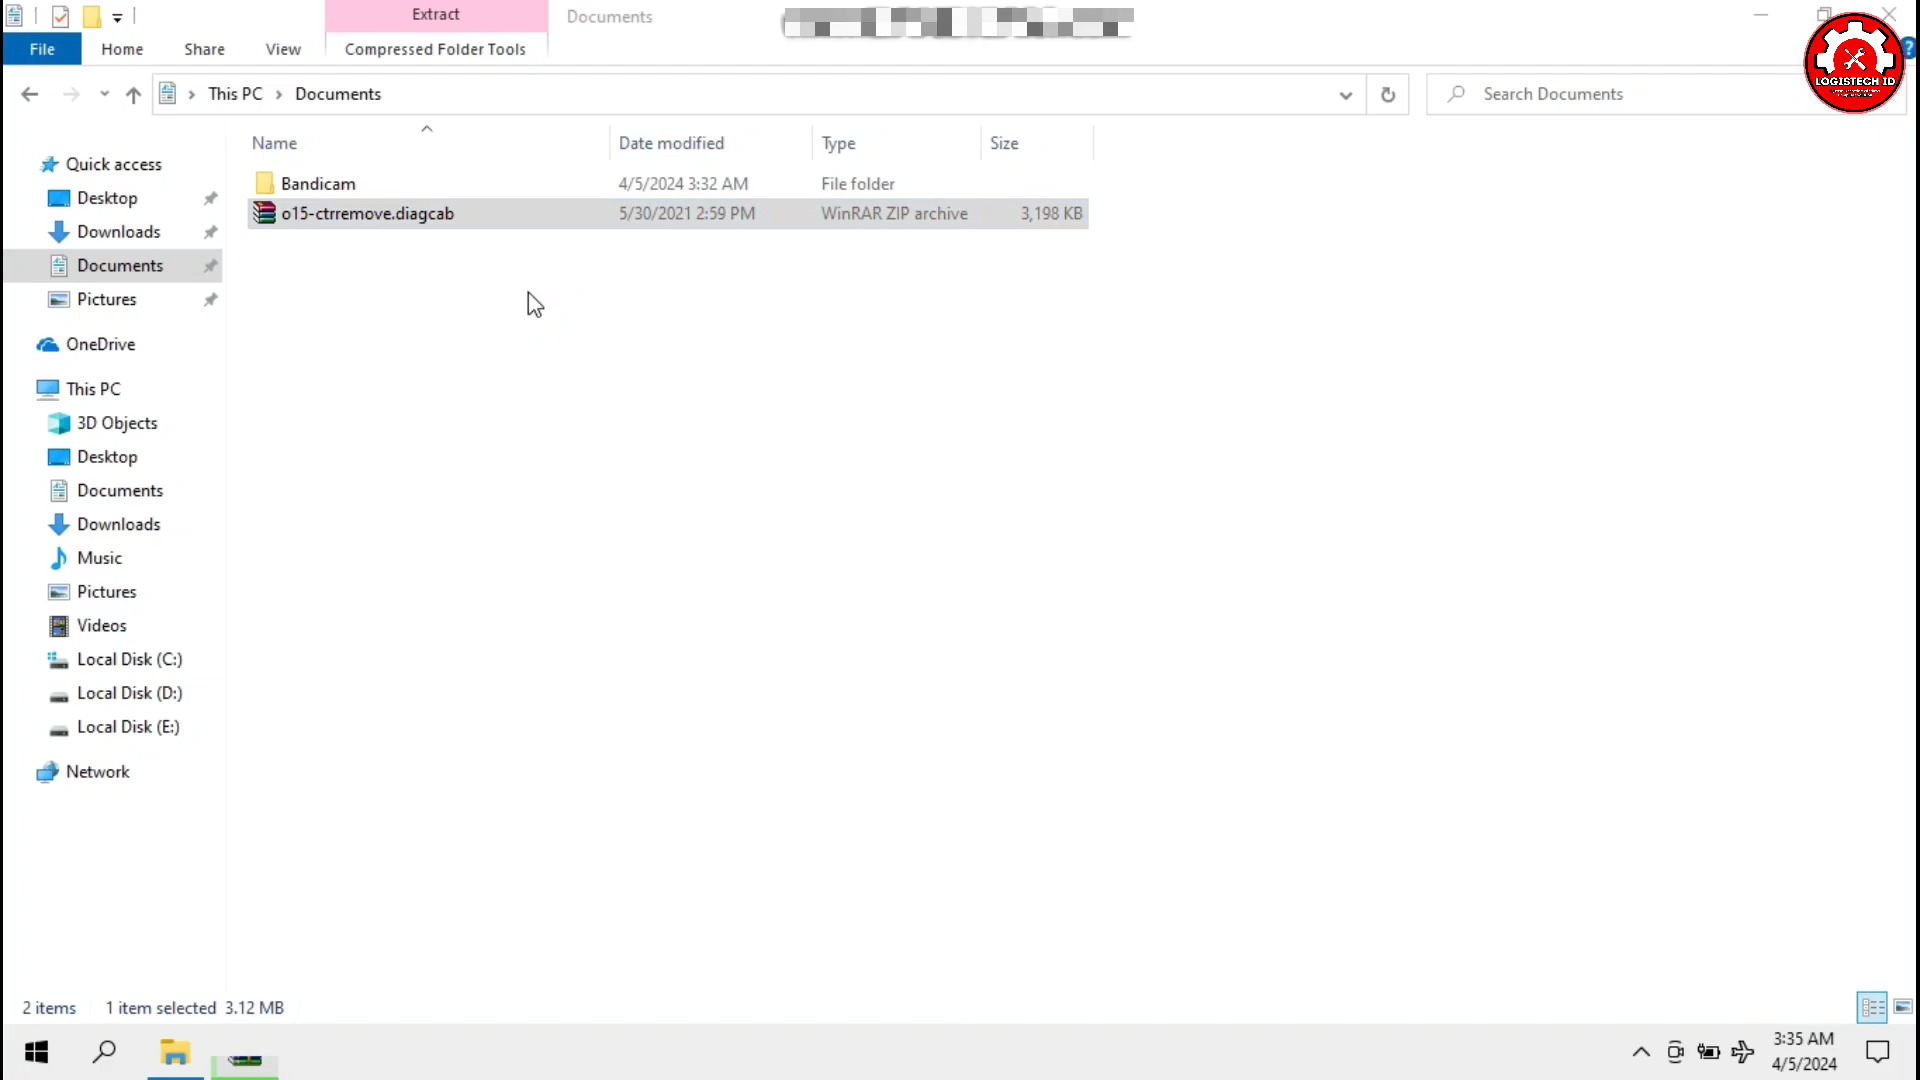 Extract
Documents
File
Home
Share
View
Compressed Folder Tools
?
LOGISTECH ID
This PC
Documents
Search Documents
Name
Date modified
Type
Size
Bandicam
4/5/2024 3:32 AM
File folder
o15-ctrremove.diagcab
5/30/2021 2:59 PM
WinRAR ZIP archive
3,198 KB
Quick access
Desktop
Downloads
Documents
Pictures
OneDrive
This PC
3D Objects
Desktop
Documents
Downloads
Music
Pictures
Videos
Local Disk (C:)
Local Disk (D:)
Local Disk (E:)
Network
2 items
1 item selected 3.12 MB
3:35 AM
4/5/2024